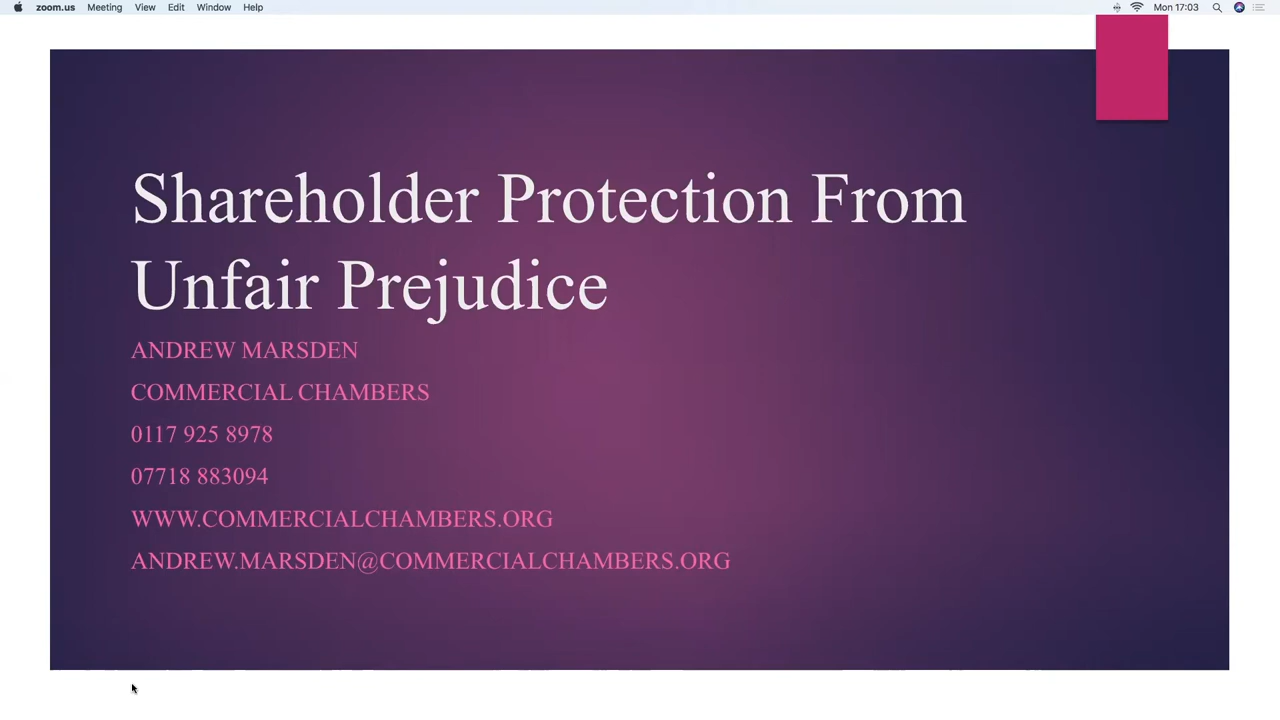 zoom.us Meeting View Edit Window Help Mon 17:03
Shareholder Protection From
Unfair Prejudice
ANDREW MARSDEN
COMMERCIAL CHAMBERS
0117 925 8978
07718 883094
WWW.COMMERCIALCHAMBERS.ORG
ANDREW.MARSDEN@COMMERCIALCHAMBERS.ORG